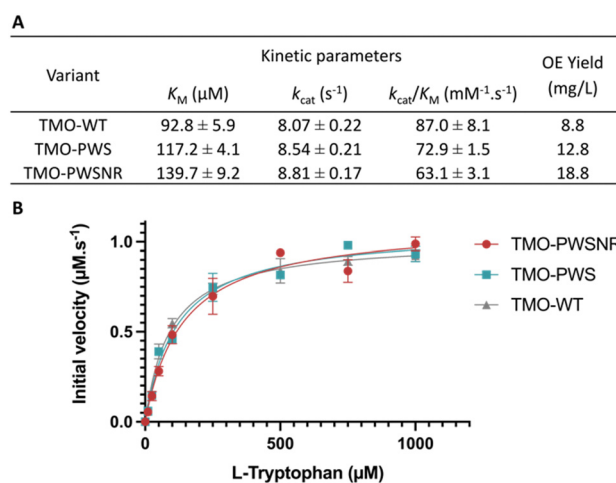 A
Variant Kinetic parameters OE Yield (mg/L)
K_M (µM) k_cat (s⁻¹) k_cat/K_M (mM⁻¹.s⁻¹)
TMO-WT 92.8 ± 5.9 8.07 ± 0.22 87.0 ± 8.1 8.8
TMO-PWS 117.2 ± 4.1 8.54 ± 0.21 72.9 ± 1.5 12.8
TMO-PWSNR 139.7 ± 9.2 8.81 ± 0.17 63.1 ± 3.1 18.8
B
Initial velocity (µM.s⁻¹)
1.0
0.5
0.0
0 500 1000
L-Tryptophan (µM)
TMO-PWSNR
TMO-PWS
TMO-WT